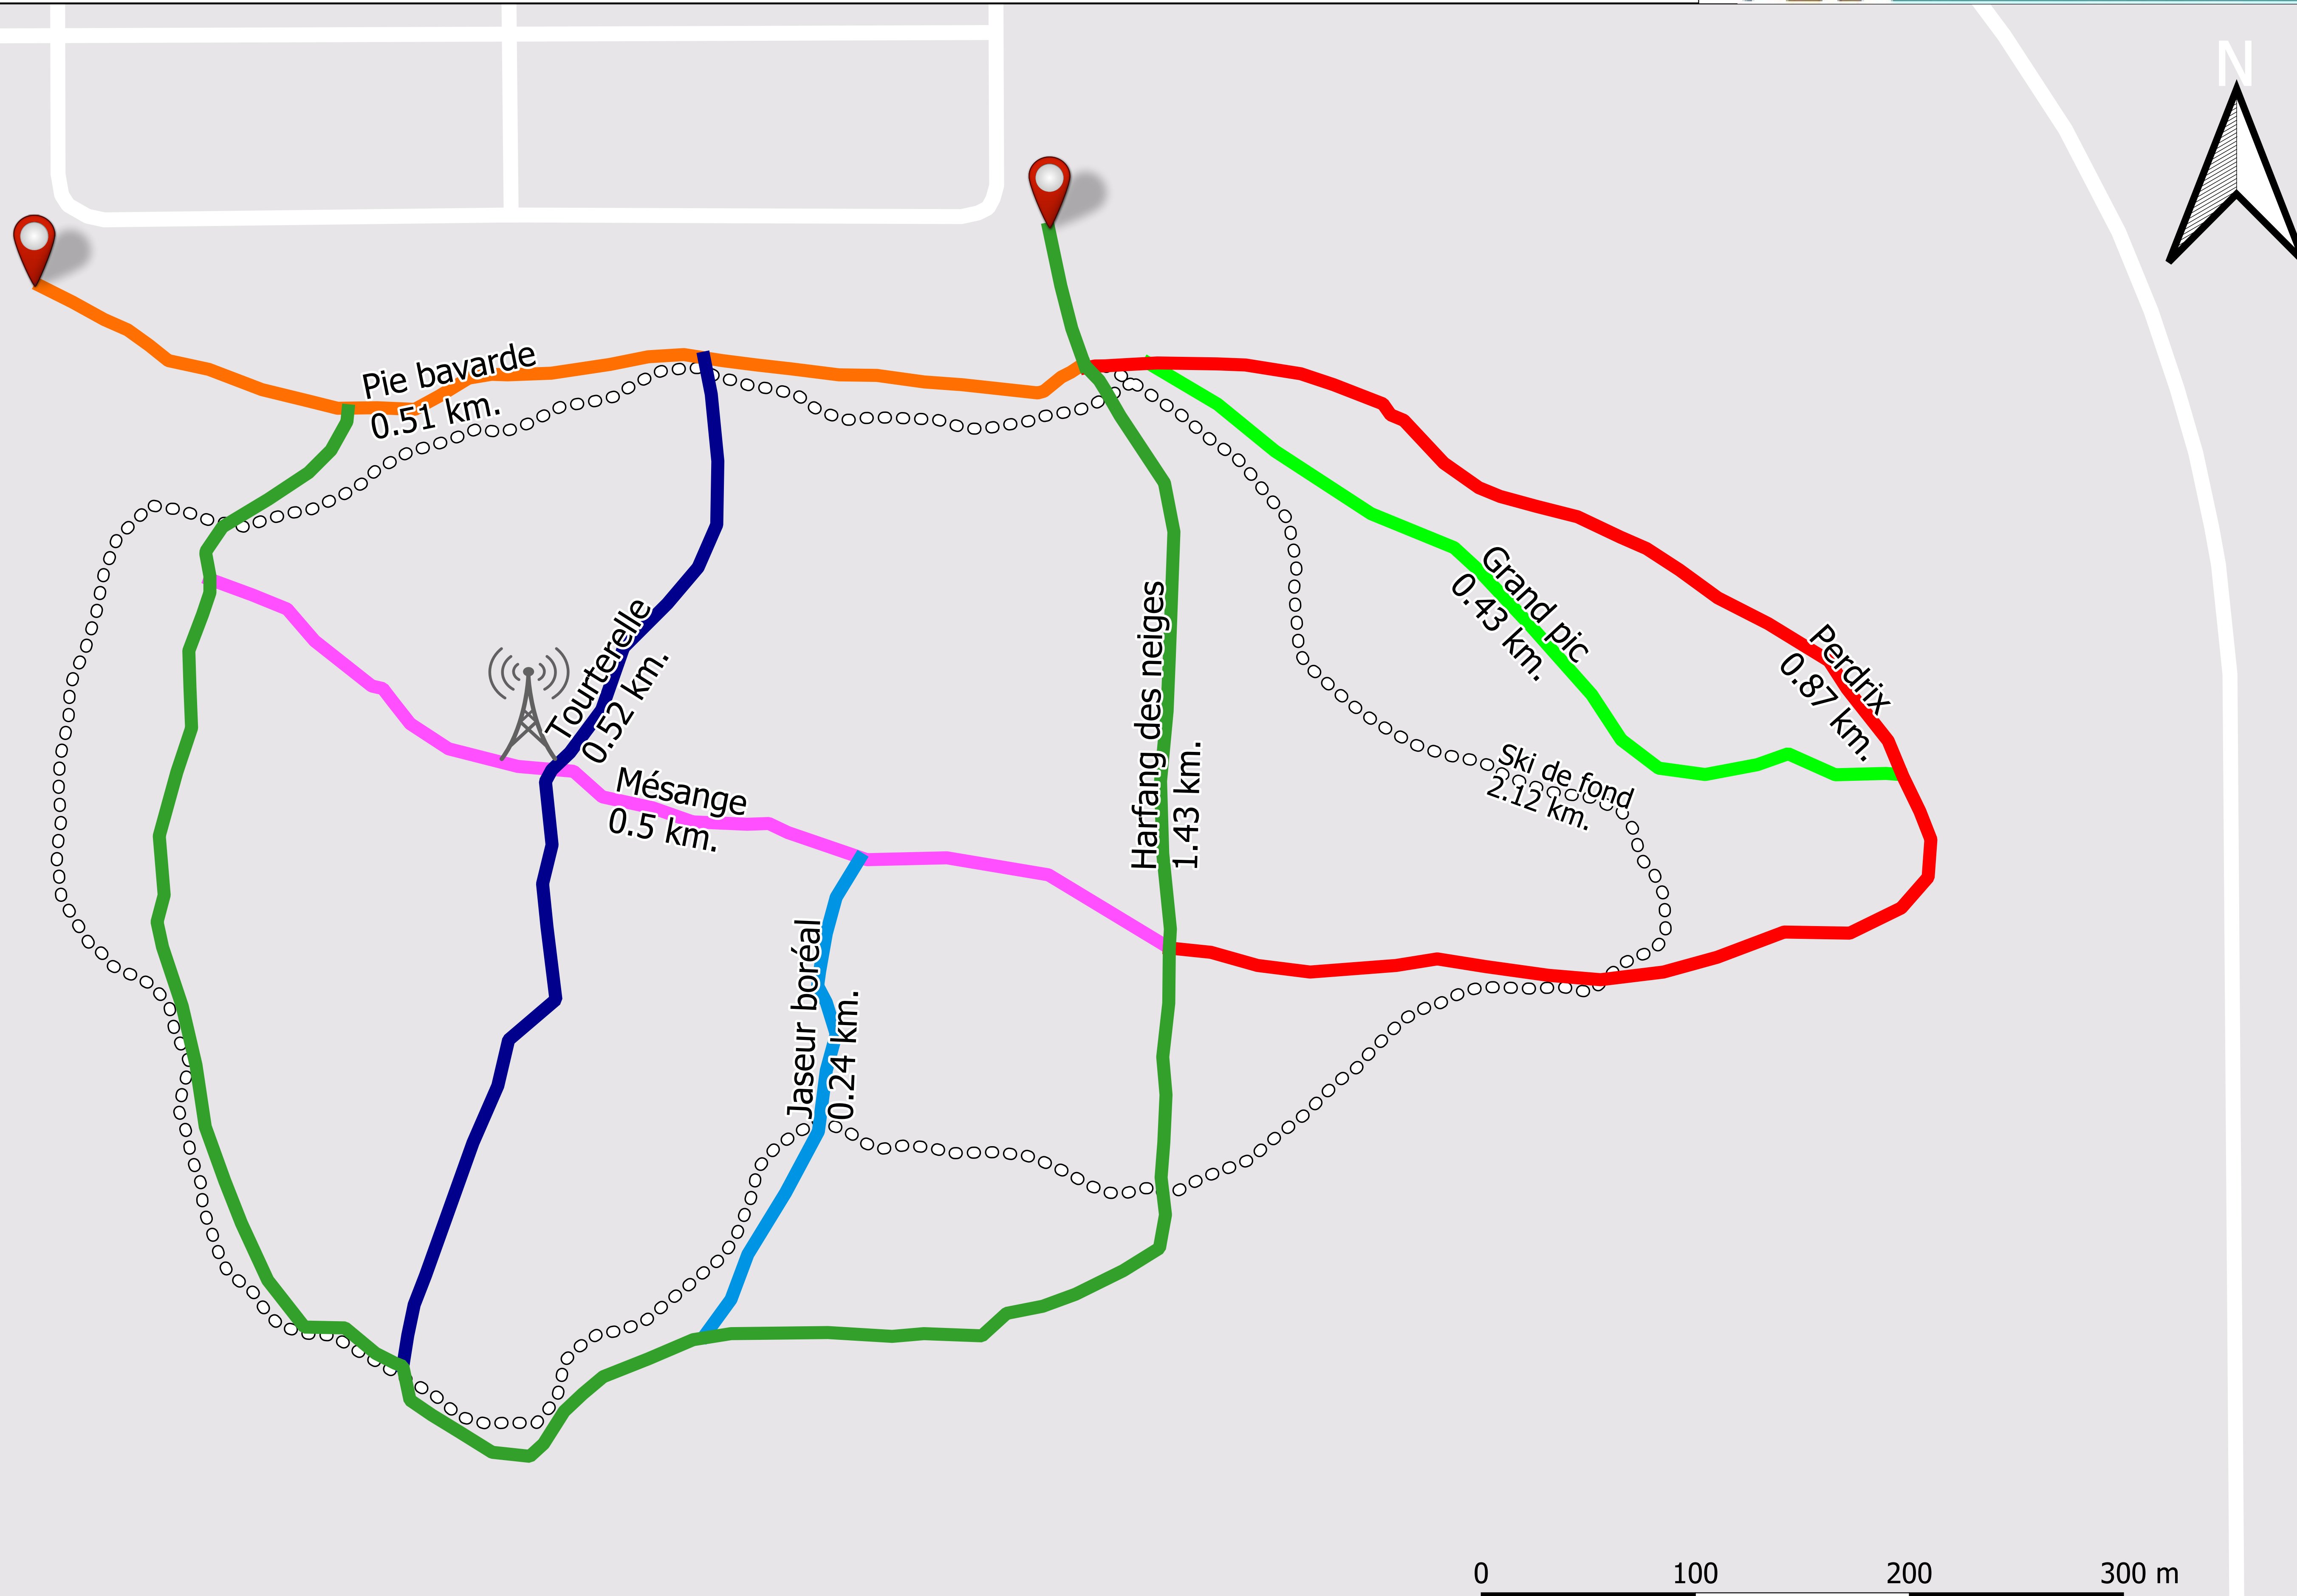 N
Pie bavarde
0.51 km.
Tourterelle
0.52 km.
Mésange
0.5 km.
Jaseur boréal
0.24 km.
Harfang des neiges
1.43 km.
Grand pic
0.43 km.
Perdrix
0.87 km.
Ski de fond
2.12 km.
0 100 200 300 m